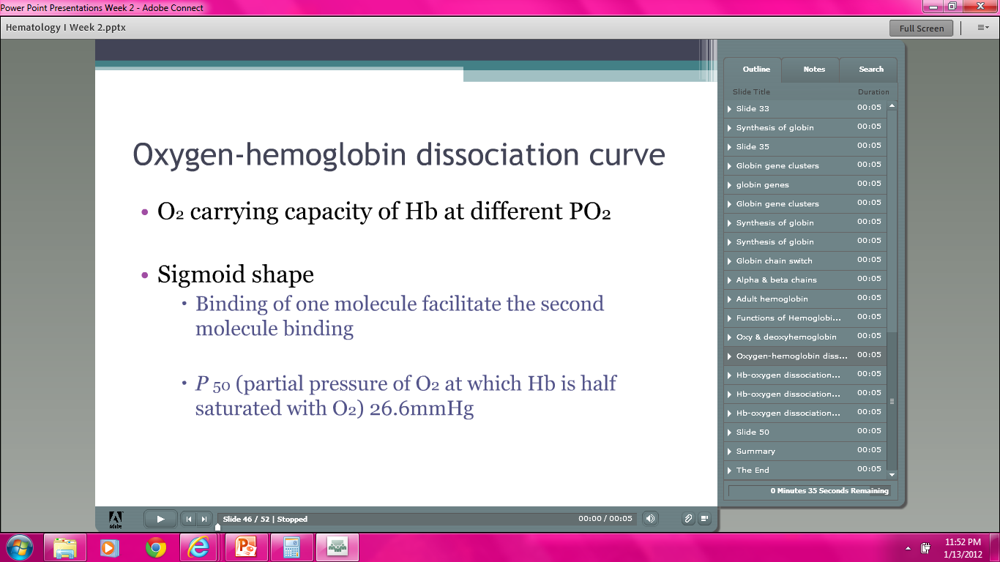 Power Point Presentations Week 2 - Adobe Connect
Hematology I Week 2.pptx
Full Screen
Oxygen-hemoglobin dissociation curve
• O2 carrying capacity of Hb at different PO2
• Sigmoid shape
• Binding of one molecule facilitate the second
molecule binding
• P 50 (partial pressure of O2 at which Hb is half
saturated with O2) 26.6mmHg
Outline Notes Search
Slide Title Duration
Slide 33 00:05
Synthesis of globin 00:05
Slide 35 00:05
Globin gene clusters 00:05
globin genes 00:05
Globin gene clusters 00:05
Synthesis of globin 00:05
Synthesis of globin 00:05
Globin chain switch 00:05
Alpha & beta chains 00:05
Adult hemoglobin 00:05
Functions of Hemoglobi... 00:05
Oxy & deoxyhemoglobin 00:05
Oxygen-hemoglobin diss... 00:05
Hb-oxygen dissociation... 00:05
Hb-oxygen dissociation... 00:05
Hb-oxygen dissociation... 00:05
Slide 50 00:05
Summary 00:05
The End 00:05
0 Minutes 35 Seconds Remaining
Adobe
Slide 46 / 52 | Stopped 00:00 / 00:05
11:52 PM
1/13/2012